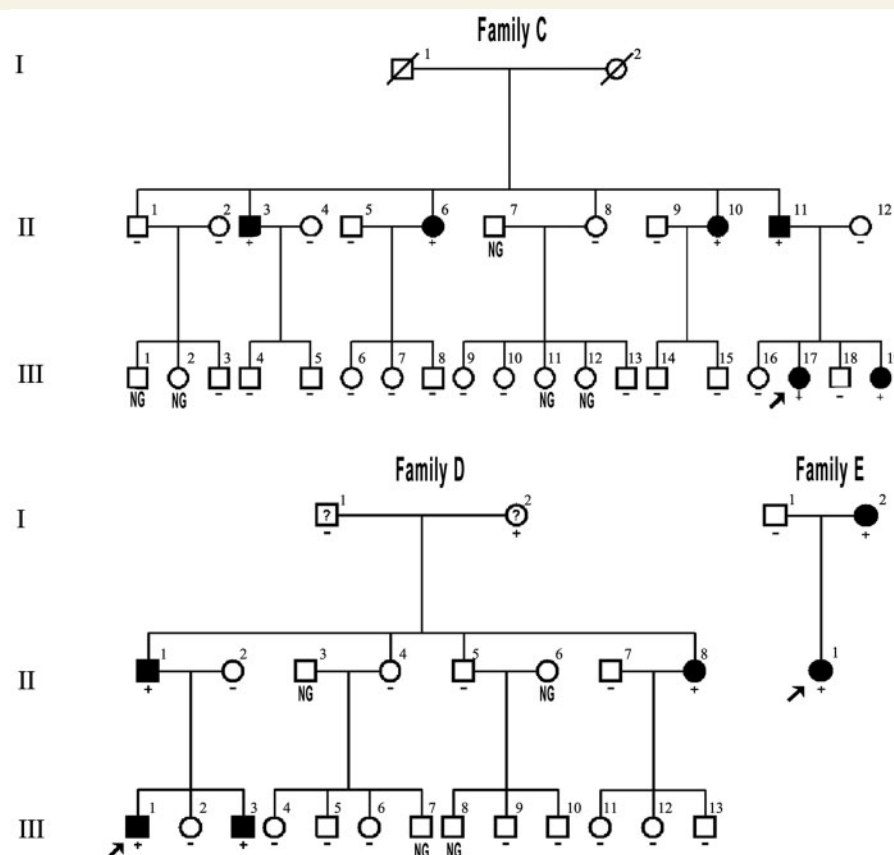 Family C
I
1 2
II
1 2 3 4 5 6 7 8 9 10 11 12
- - + - - + NG - - + + -
III
1 2 3 4 5 6 7 8 9 10 11 12 13 14 15 16 17 18
NG NG - - - - - - - - NG NG - - - - + - +
Family D Family E
I
1 2 1 2
? ?
- + - +
II
1 2 3 4 5 6 7 8 1
+ - NG - - NG - + +
III
1 2 3 4 5 6 7 8 9 10 11 12 13
+ - + - - - NG NG - - - - -